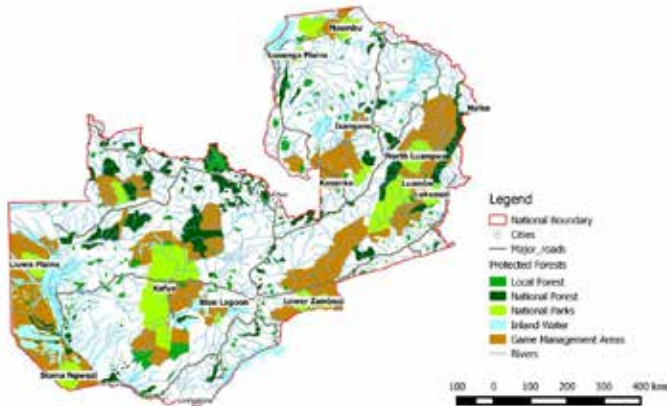 Lusenga Plains
Isangano
Nyika
North Luangwa
Kasanka
Luambe
Lukusuzi
Liuwa Plains
Kafue
Blue Lagoon
Lower Zambezi
Sioma Ngwezi
Legend
National Boundary
Cities
Major_roads
Protected Forests
Local Forest
National Forest
National Parks
Inland Water
Game Management Areas
Rivers
100 0 100 200 300 400 km